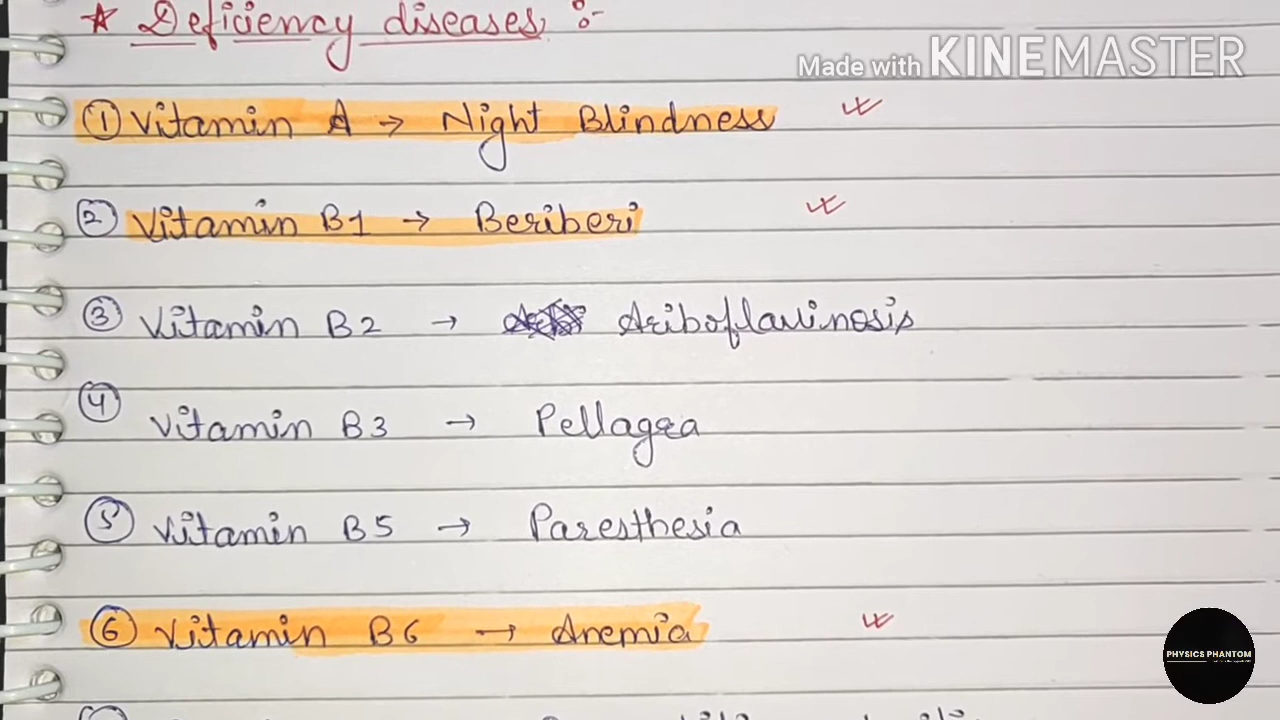 ★ Deficiency diseases :-
Made with KINEMASTER
① Vitamin A → Night Blindness
② Vitamin B1 → Beriberi
③ Vitamin B2 → Ariboflavinosis
④ Vitamin B3 → Pellagra
⑤ Vitamin B5 → Paresthesia
⑥ Vitamin B6 → Anemia
PHYSICS PHANTOM